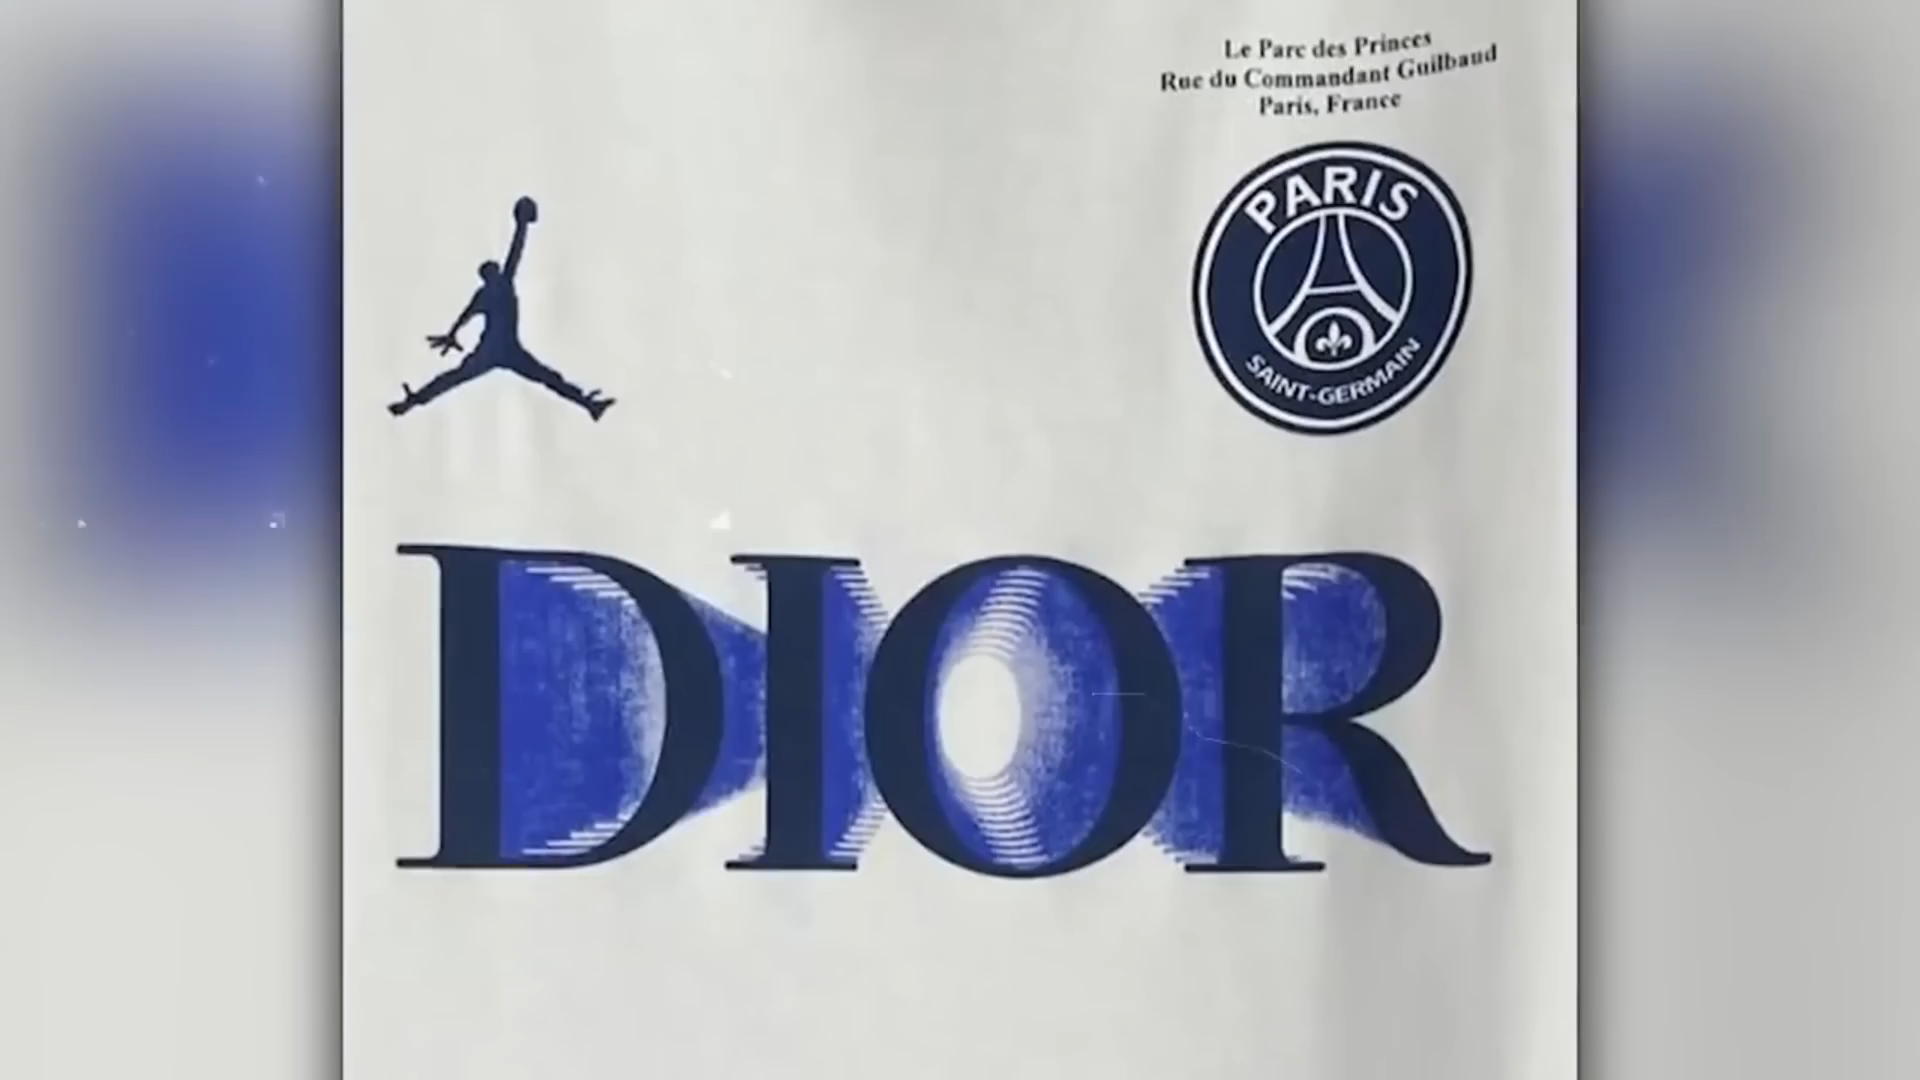 Le Parc des Princes
Rue du Commandant Guilbaud
Paris, France
PARIS
SAINT-GERMAIN
DIOR